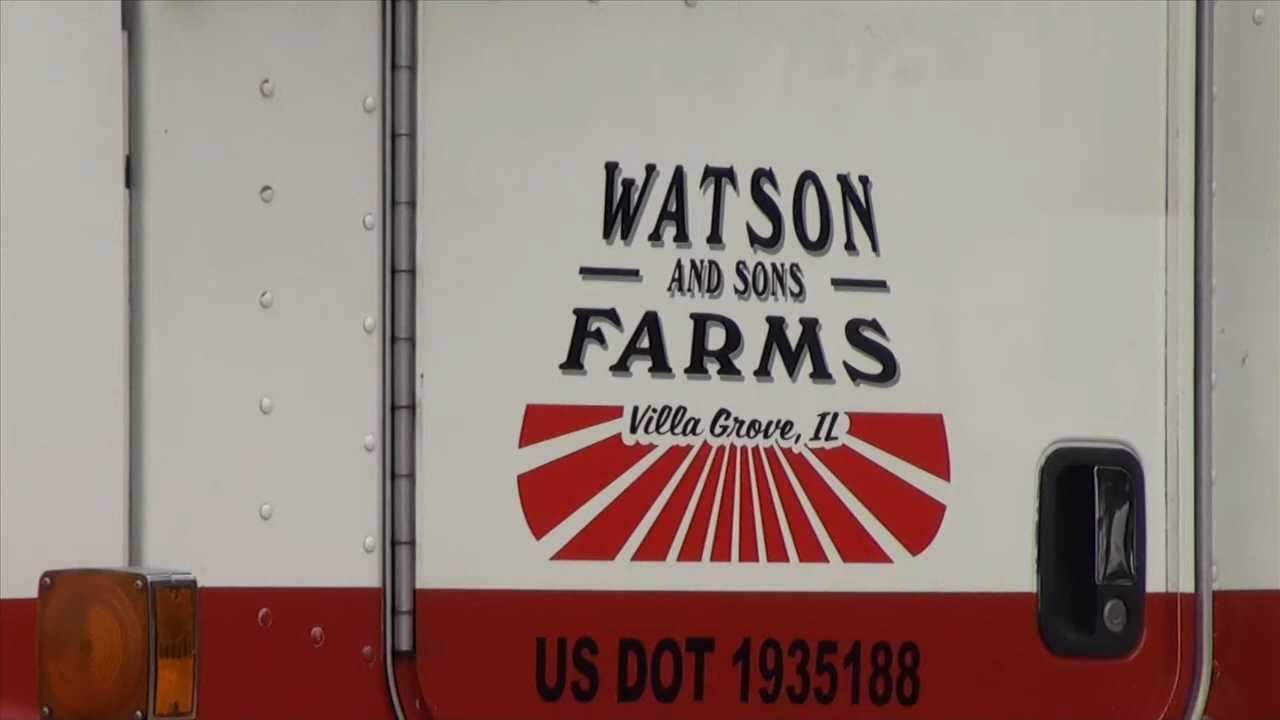 WATSON
AND SONS
FARMS
Villa Grove, IL
US DOT 1935188